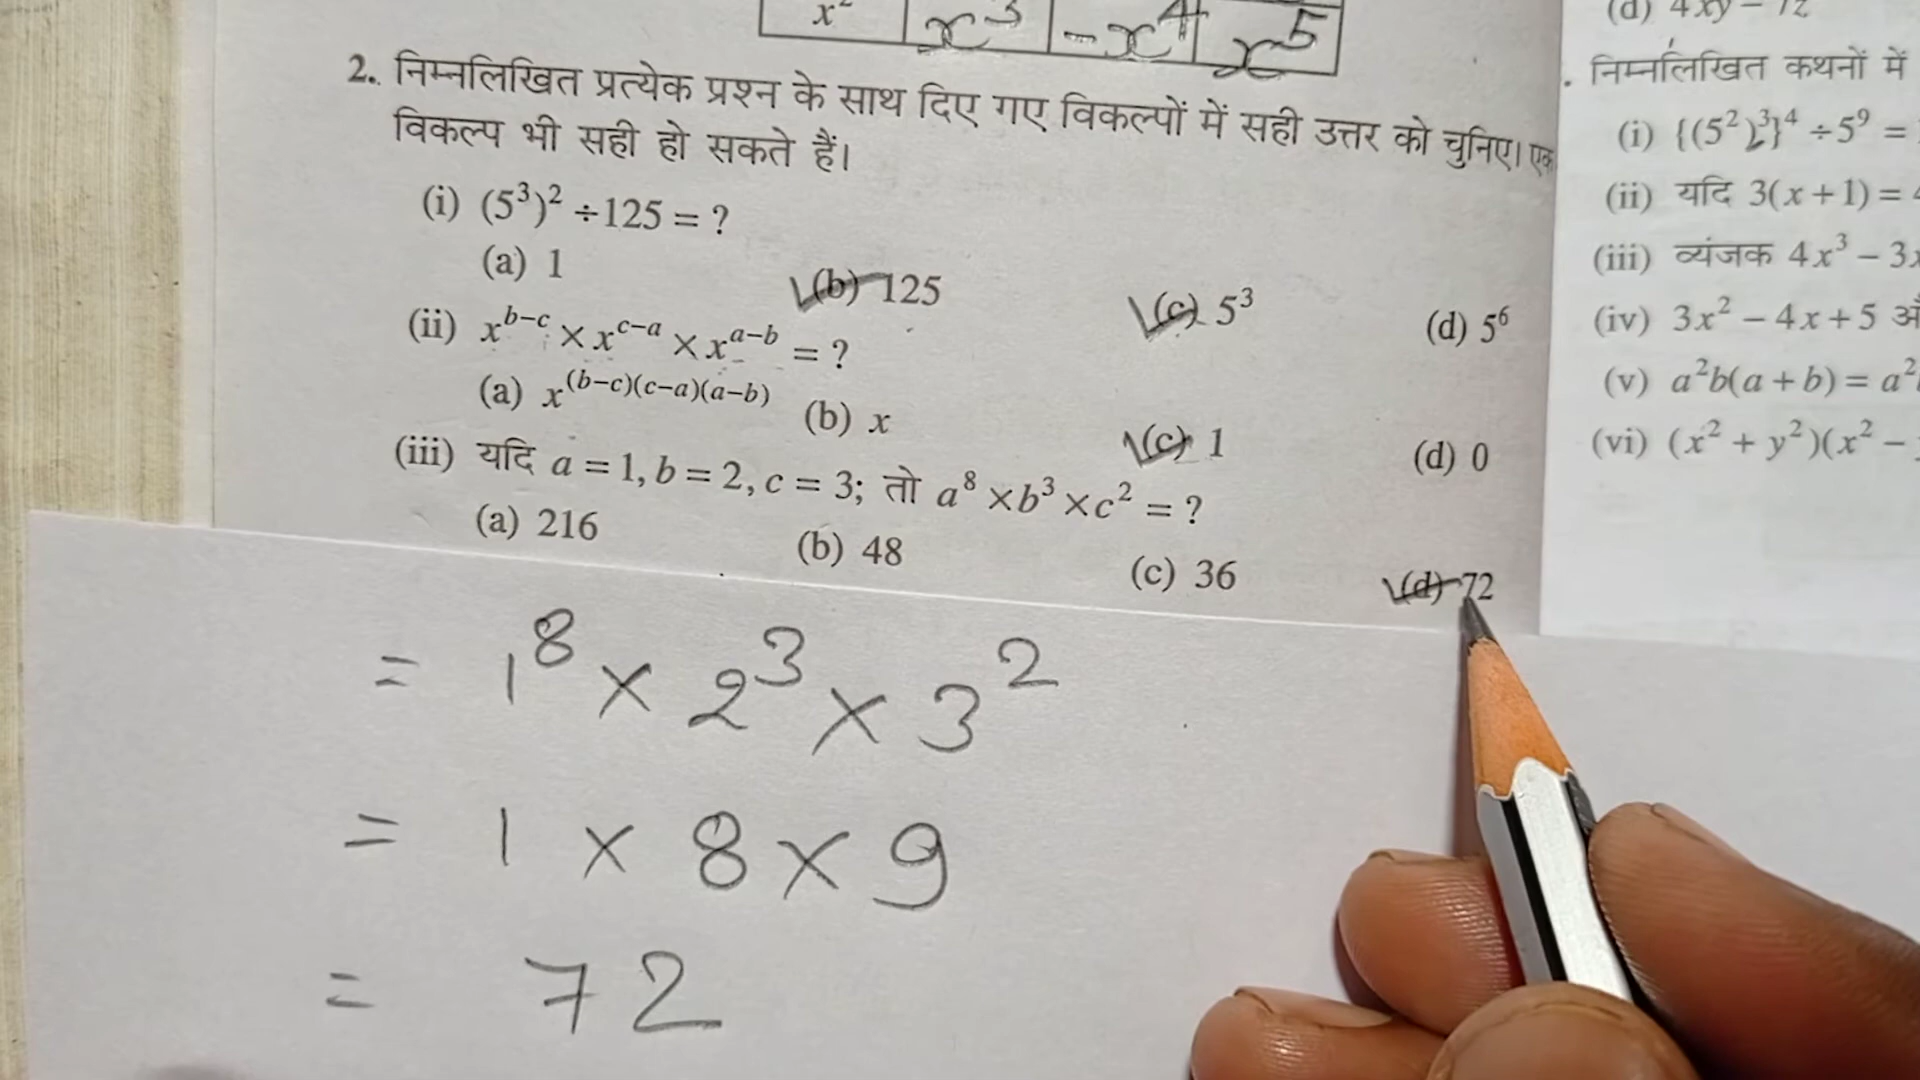 x² x³ -x⁴ x⁵
2. निम्नलिखित प्रत्येक प्रश्न के साथ दिए गए विकल्पों में सही उत्तर को चुनिए। एक
विकल्प भी सही हो सकते हैं।
(i) (5³)² ÷ 125 = ?
(a) 1 (b) 125 (c) 5³ (d) 5⁶
(ii) x^(b-c) × x^(c-a) × x^(a-b) = ?
(a) x^((b-c)(c-a)(a-b)) (b) x (c) 1 (d) 0
(iii) यदि a = 1, b = 2, c = 3; तो a⁸ × b³ × c² = ?
(a) 216 (b) 48 (c) 36 (d) 72
= 1⁸ × 2³ × 3²
= 1 × 8 × 9
= 72
(d) 4xy –
निम्नलिखित कथनों में
(i) {(5²)³}⁴ ÷ 5⁹ =
(ii) यदि 3(x + 1) =
(iii) व्यंजक 4x³ – 3x
(iv) 3x² – 4x + 5
(v) a²b(a + b) = a²
(vi) (x² + y²)(x² –